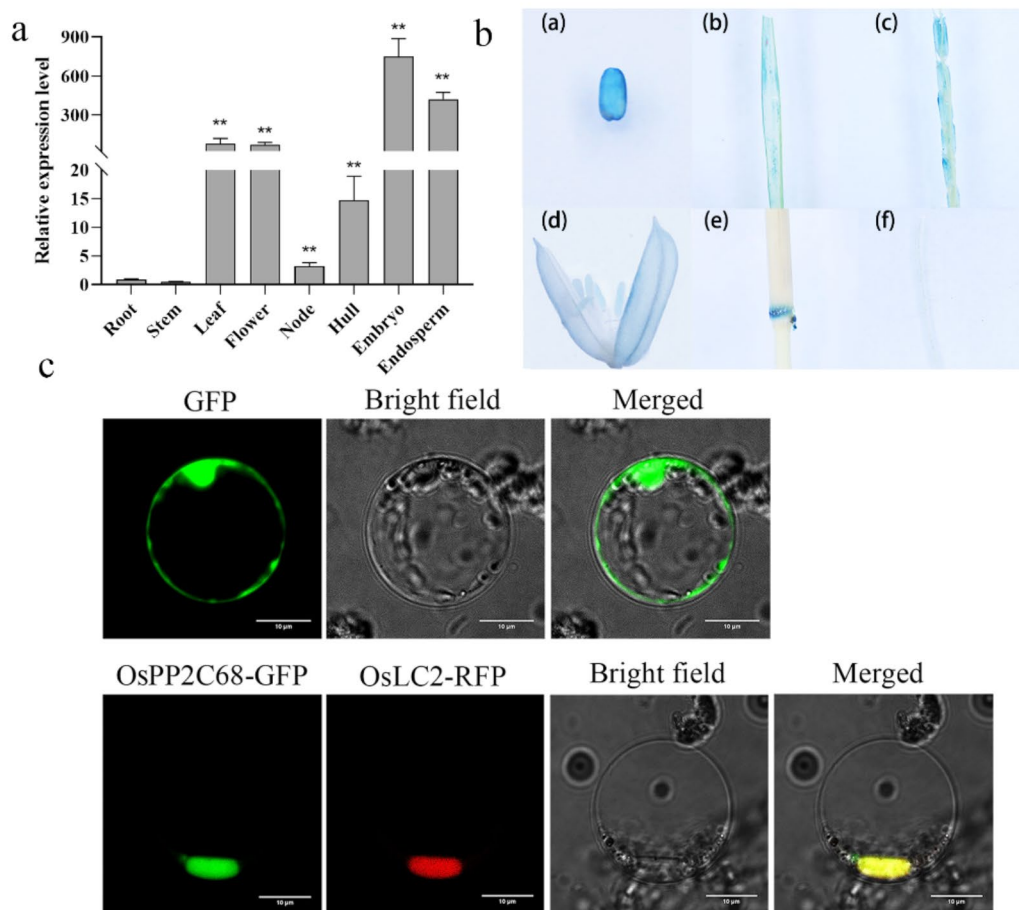 a
Relative expression level
900
600
300
20
15
10
5
0
**
**
**
**
**
**
Root
Stem
Leaf
Flower
Node
Hull
Embryo
Endosperm
b
(a)
(b)
(c)
(d)
(e)
(f)
c
GFP
Bright field
Merged
10 μm
10 μm
10 μm
OsPP2C68-GFP
OsLC2-RFP
Bright field
Merged
10 μm
10 μm
10 μm
10 μm